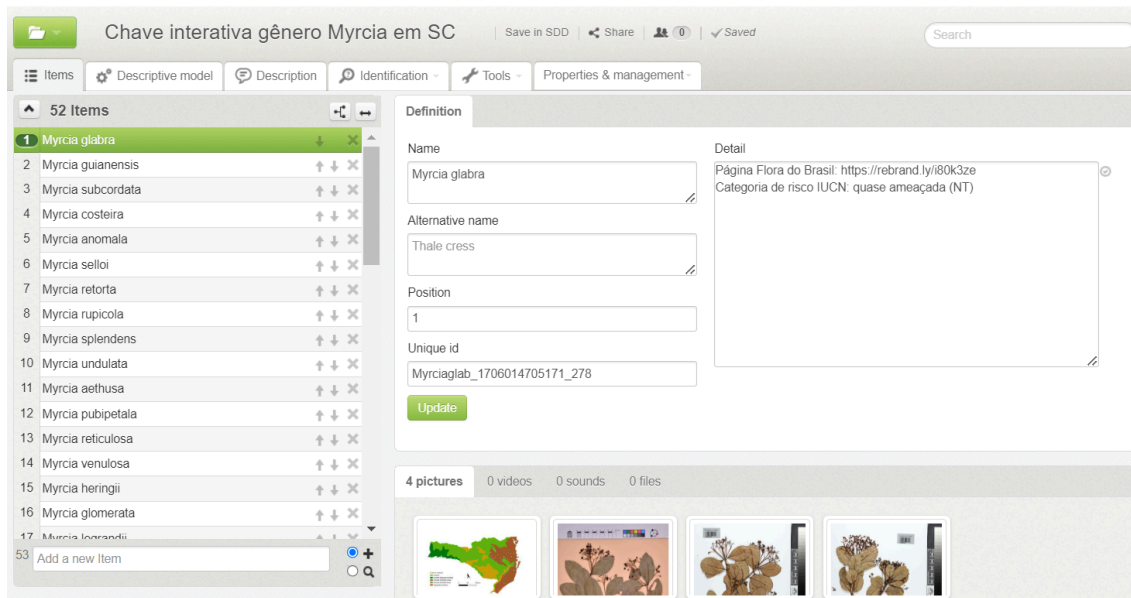 Chave interativa gênero Myrcia em SC
Save in SDD
Share
0
Saved
Search
Items
Descriptive model
Description
Identification
Tools
Properties & management
52 Items
1 Myrcia glabra
2 Myrcia guianensis
3 Myrcia subcordata
4 Myrcia costeira
5 Myrcia anomala
6 Myrcia selloi
7 Myrcia retorta
8 Myrcia rupicola
9 Myrcia splendens
10 Myrcia undulata
11 Myrcia aethusa
12 Myrcia pubipetala
13 Myrcia reticulosa
14 Myrcia venulosa
15 Myrcia heringii
16 Myrcia glomerata
17 Myrcia
53 Add a new Item
Definition
Name
Myrcia glabra
Alternative name
Thale cress
Position
1
Unique id
Myrciaglab_1706014705171_278
Update
Detail
Página Flora do Brasil: https://rebrand.ly/i80k3ze
Categoria de risco IUCN: quase ameaçada (NT)
4 pictures
0 videos
0 sounds
0 files